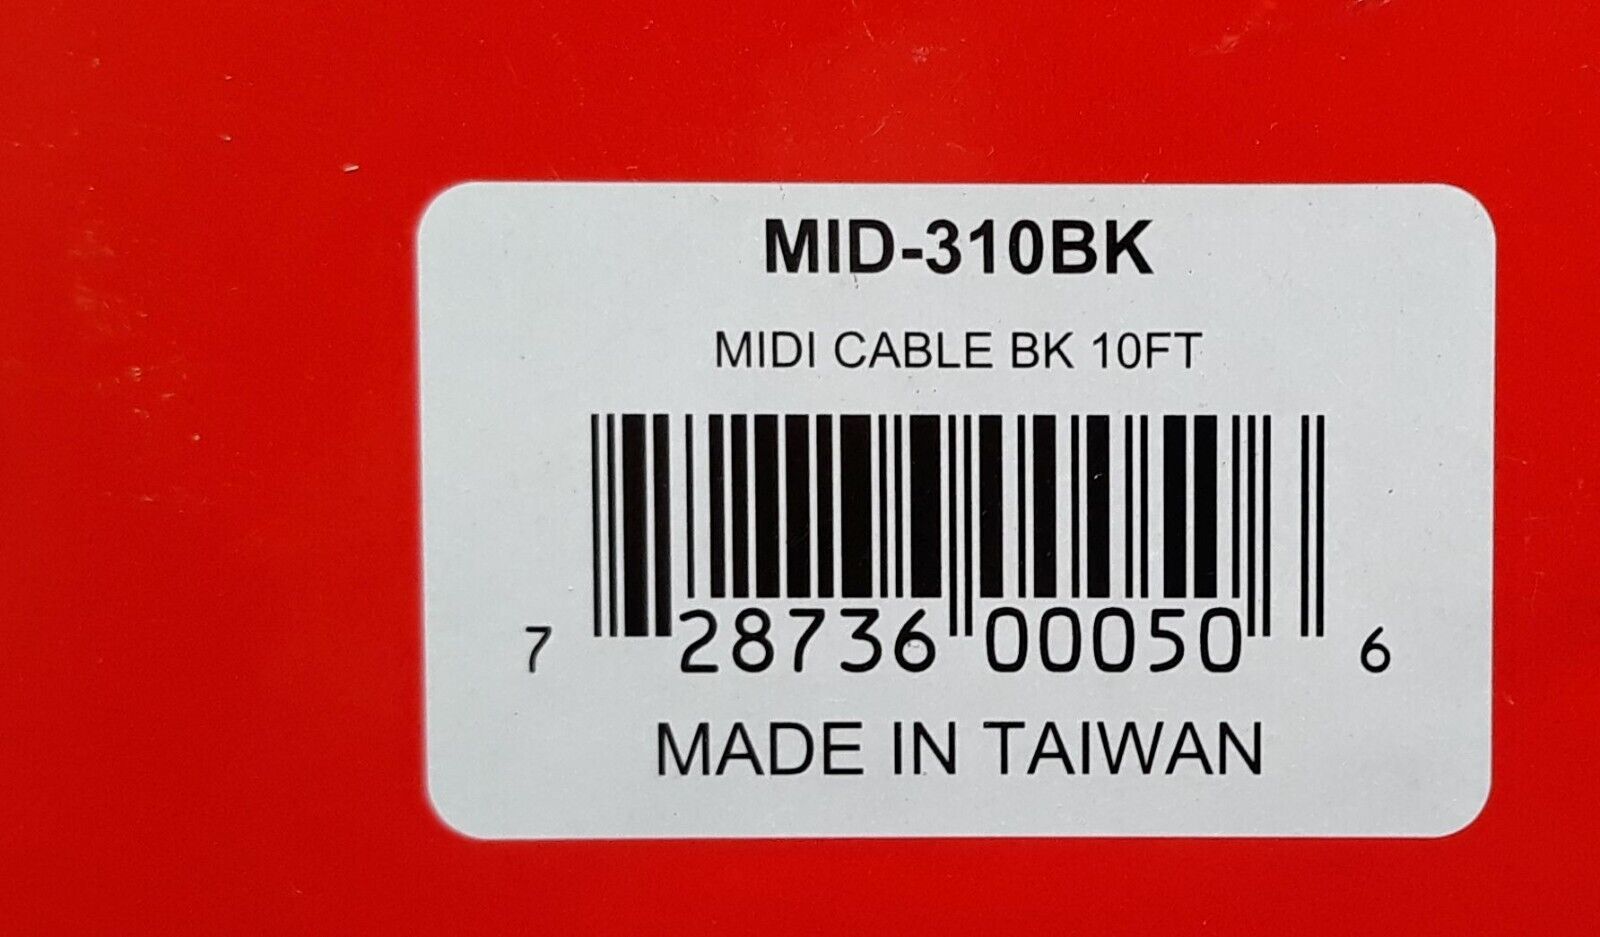 MID-310BK
MIDI CABLE BK 10FT
7 28736 00050 6
MADE IN TAIWAN